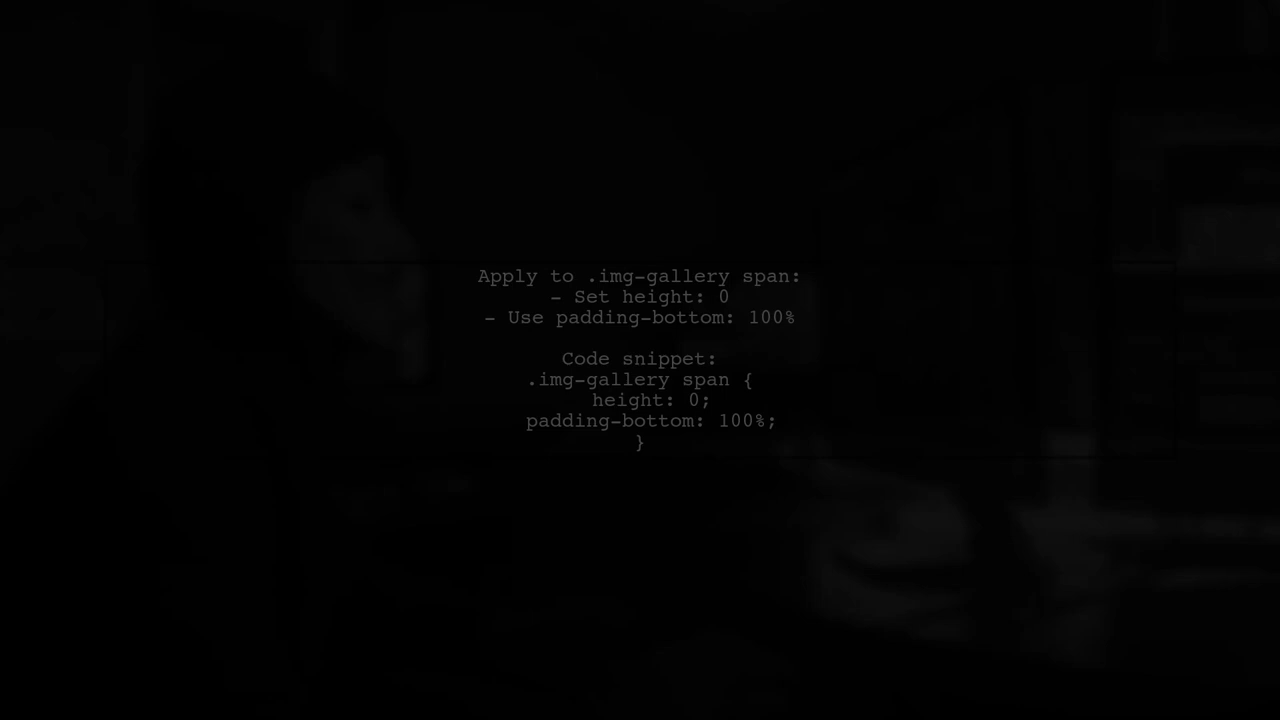 Apply to .img-gallery span:
- Set height: 0
- Use padding-bottom: 100%
Code snippet:
.img-gallery span {
height: 0;
padding-bottom: 100%;
}